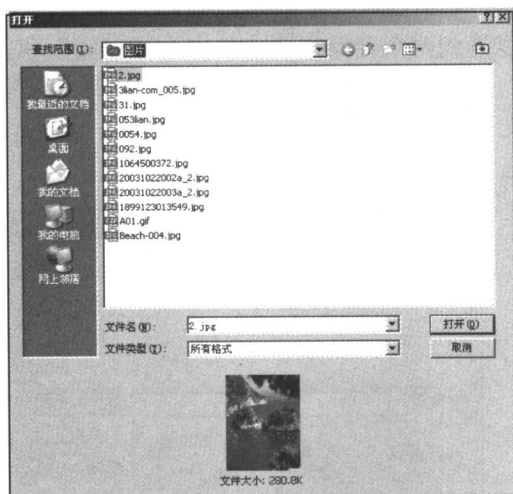 打开
查找范围(I):
图片
我最近的文档
桌面
我的文档
我的电脑
网上邻居
2.jpg
3lian-com_005.jpg
31.jpg
053lian.jpg
0054.jpg
092.jpg
1064500372.jpg
20031022002a_2.jpg
20031022003a_2.jpg
1899123013549.jpg
A01.gif
Beach-004.jpg
文件名(N):
2.jpg
打开(O)
文件类型(T):
所有格式
取消
文件大小: 280.8K